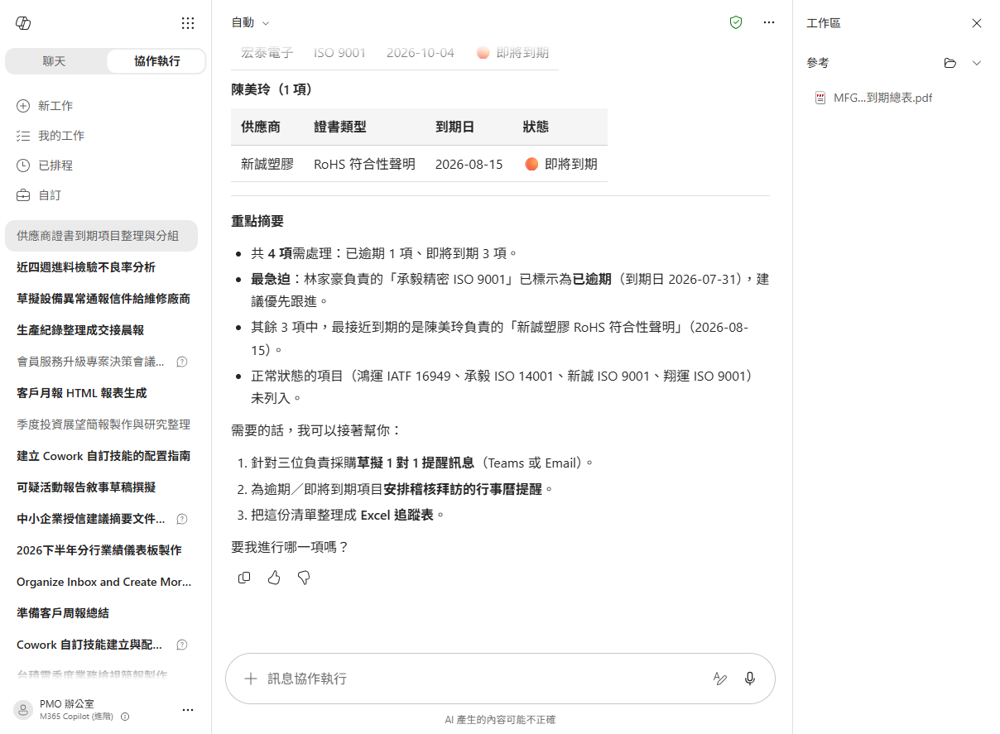 聊天
協作執行
新工作
我的工作
已排程
自訂
供應商證書到期項目整理與分組
近四週進料檢驗不良率分析
草擬設備異常通報信件給維修廠商
生產紀錄整理成交接晨報
會員服務升級專案決策會議...
客戶月報 HTML 報表生成
季度投資展望簡報製作與研究整理
建立 Cowork 自訂技能的配置指南
可疑活動報告敘事草稿撰擬
中小企業授信建議摘要文件...
2026下半年分行業績儀表板製作
Organize Inbox and Create Mor...
準備客戶周報總結
Cowork 自訂技能建立與配...
台積電季度業務檢視簡報製作
PMO 辦公室
M365 Copilot (進階)
自動
宏泰電子 ISO 9001 2026-10-04 即將到期
陳美玲（1 項）
供應商 證書類型 到期日 狀態
新誠塑膠 RoHS 符合性聲明 2026-08-15 即將到期
重點摘要
共 4 項需處理：已逾期 1 項、即將到期 3 項。
最急迫：林家豪負責的「承毅精密 ISO 9001」已標示為已逾期（到期日 2026-07-31），建
議優先跟進。
其餘 3 項中，最接近到期的是陳美玲負責的「新誠塑膠 RoHS 符合性聲明」（2026-08-
15）。
正常狀態的項目（鴻運 IATF 16949、承毅 ISO 14001、新誠 ISO 9001、翔運 ISO 9001）
未列入。
需要的話，我可以接著幫你：
1. 針對三位負責採購草擬 1 對 1 提醒訊息（Teams 或 Email）。
2. 為逾期／即將到期項目安排稽核拜訪的行事曆提醒。
3. 把這份清單整理成 Excel 追蹤表。
要我進行哪一項嗎？
訊息協作執行
AI 產生的內容可能不正確
工作區
參考
MFG...到期總表.pdf